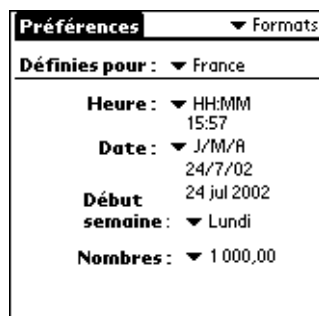 Préférences Formats
Définies pour : France
Heure : HH:MM
15:57
Date : J/M/A
24/7/02
24 jul 2002
Début
semaine : Lundi
Nombres : 1 000,00